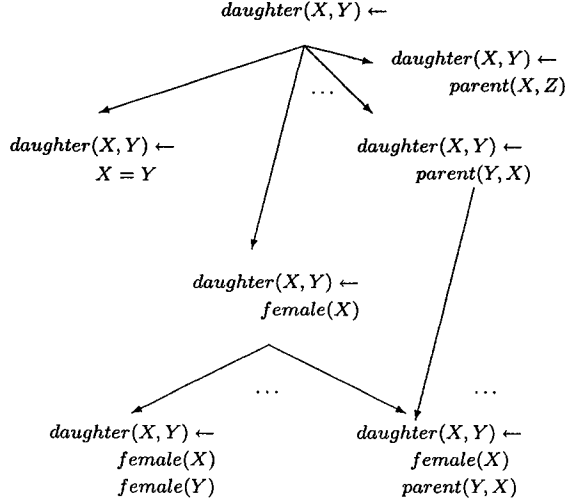 daughter(X, Y) ←
daughter(X, Y) ←
parent(X, Z)
...
daughter(X, Y) ←
X = Y
daughter(X, Y) ←
parent(Y, X)
daughter(X, Y) ←
female(X)
...
...
daughter(X, Y) ←
female(X)
female(Y)
daughter(X, Y) ←
female(X)
parent(Y, X)